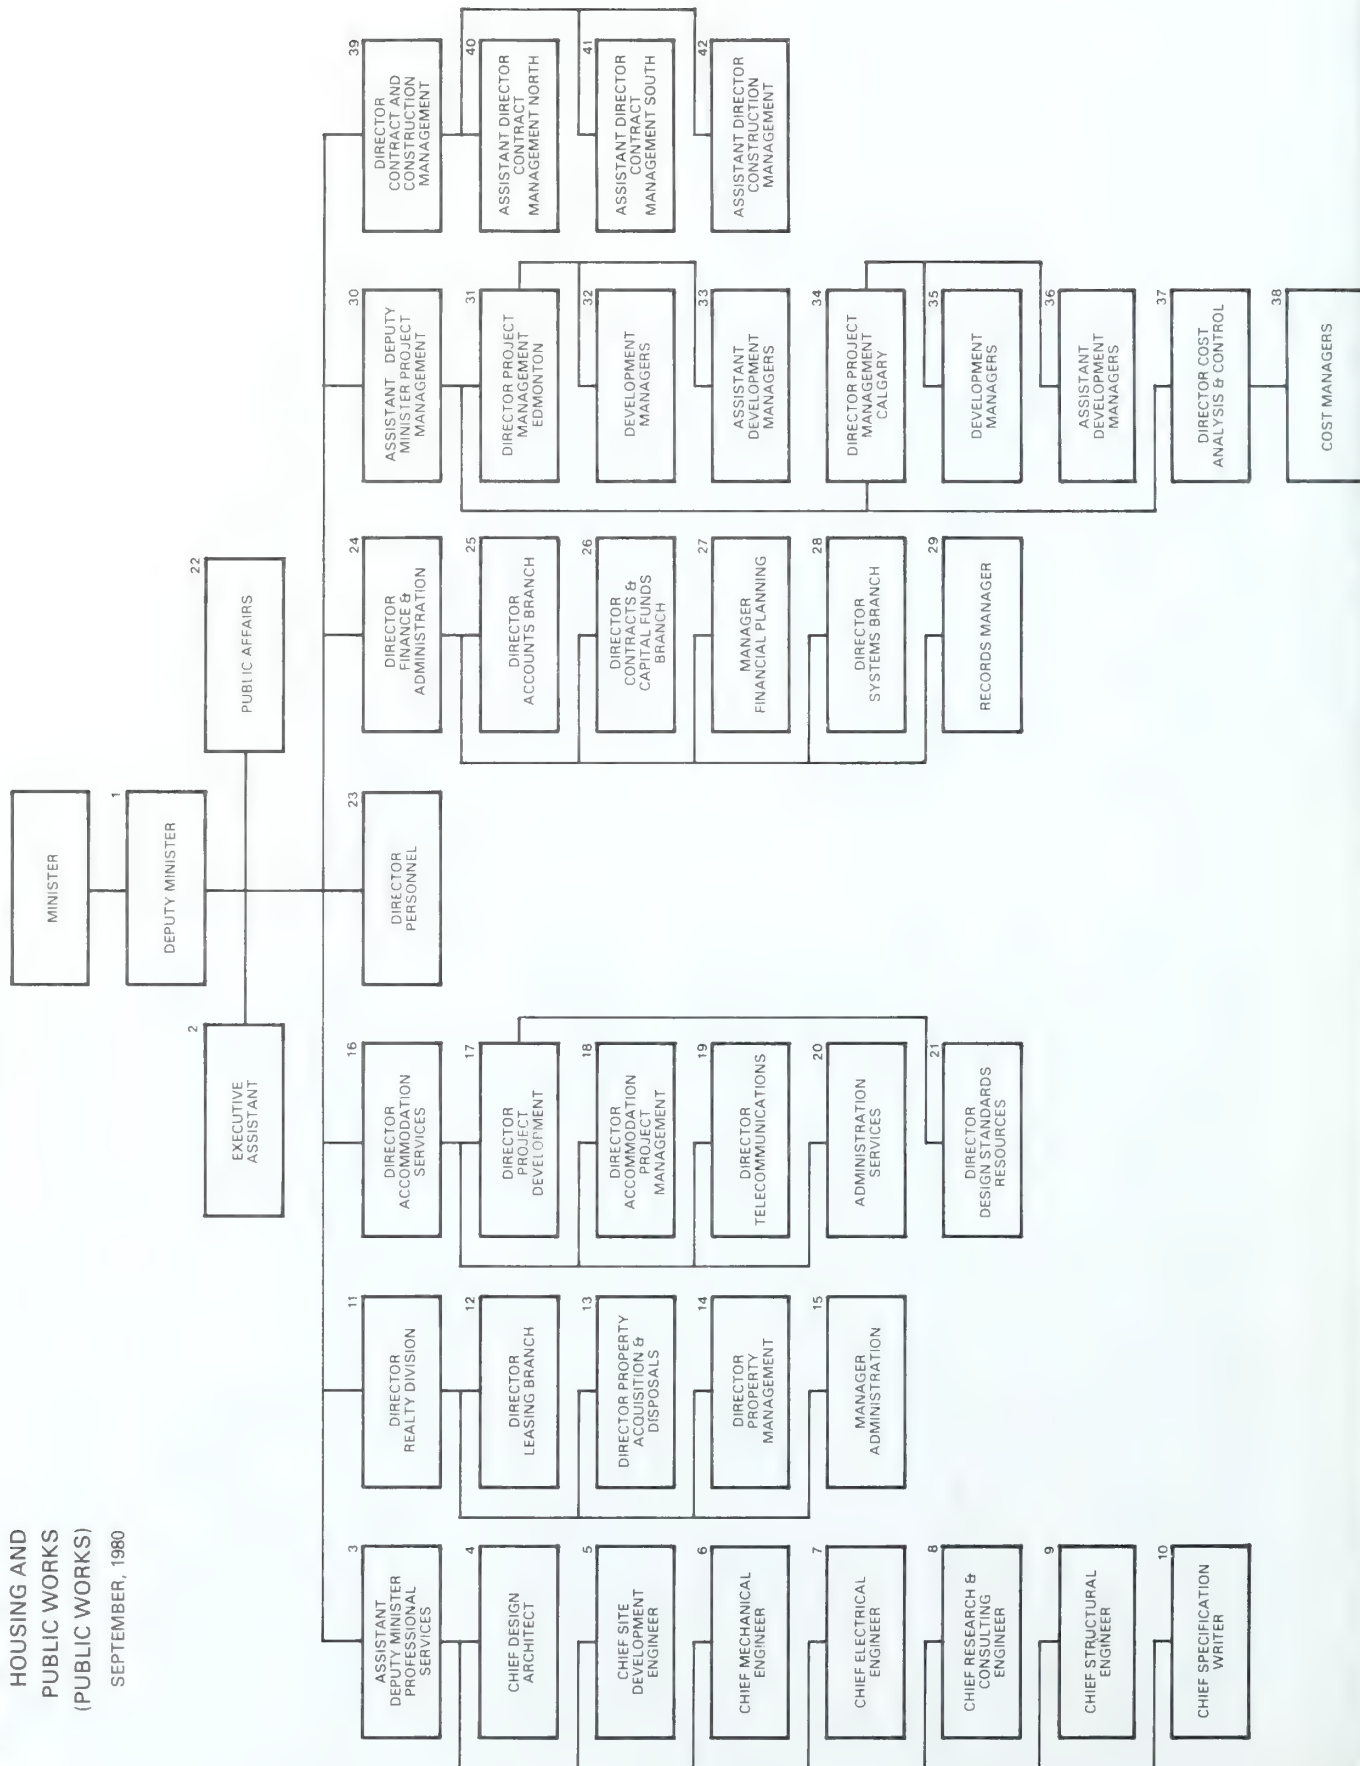 HOUSING AND
PUBLIC WORKS
(PUBLIC WORKS)
SEPTEMBER, 1980
MINISTER
1
DEPUTY MINISTER
2
EXECUTIVE
ASSISTANT
22
PUBLIC AFFAIRS
3
ASSISTANT
DEPUTY MINISTER
PROFESSIONAL
SERVICES
4
CHIEF DESIGN
ARCHITECT
5
CHIEF SITE
DEVELOPMENT
ENGINEER
6
CHIEF MECHANICAL
ENGINEER
7
CHIEF ELECTRICAL
ENGINEER
8
CHIEF RESEARCH &
CONSULTING
ENGINEER
9
CHIEF STRUCTURAL
ENGINEER
10
CHIEF SPECIFICATION
WRITER
11
DIRECTOR
REALTY DIVISION
12
DIRECTOR
LEASING BRANCH
13
DIRECTOR PROPERTY
ACQUISITION &
DISPOSALS
14
DIRECTOR
PROPERTY
MANAGEMENT
15
MANAGER
ADMINISTRATION
16
DIRECTOR
ACCOMMODATION
SERVICES
17
DIRECTOR
PROJECT
DEVELOPMENT
18
DIRECTOR
ACCOMMODATION
PROJECT
MANAGEMENT
19
DIRECTOR
TELECOMMUNICATIONS
20
ADMINISTRATION
SERVICES
21
DIRECTOR
DESIGN STANDARDS
RESOURCES
23
DIRECTOR
PERSONNEL
24
DIRECTOR
FINANCE &
ADMINISTRATION
25
DIRECTOR
ACCOUNTS BRANCH
26
DIRECTOR
CONTRACTS &
CAPITAL FUNDS
BRANCH
27
MANAGER
FINANCIAL PLANNING
28
DIRECTOR
SYSTEMS BRANCH
29
RECORDS MANAGER
30
ASSISTANT DEPUTY
MINISTER PROJECT
MANAGEMENT
31
DIRECTOR PROJECT
MANAGEMENT
EDMONTON
32
DEVELOPMENT
MANAGERS
33
ASSISTANT
DEVELOPMENT
MANAGERS
34
DIRECTOR PROJECT
MANAGEMENT
CALGARY
35
DEVELOPMENT
MANAGERS
36
ASSISTANT
DEVELOPMENT
MANAGERS
37
DIRECTOR COST
ANALYSIS & CONTROL
38
COST MANAGERS
39
DIRECTOR
CONTRACT AND
CONSTRUCTION
MANAGEMENT
40
ASSISTANT DIRECTOR
CONTRACT
MANAGEMENT NORTH
41
ASSISTANT DIRECTOR
CONTRACT
MANAGEMENT SOUTH
42
ASSISTANT DIRECTOR
CONSTRUCTION
MANAGEMENT